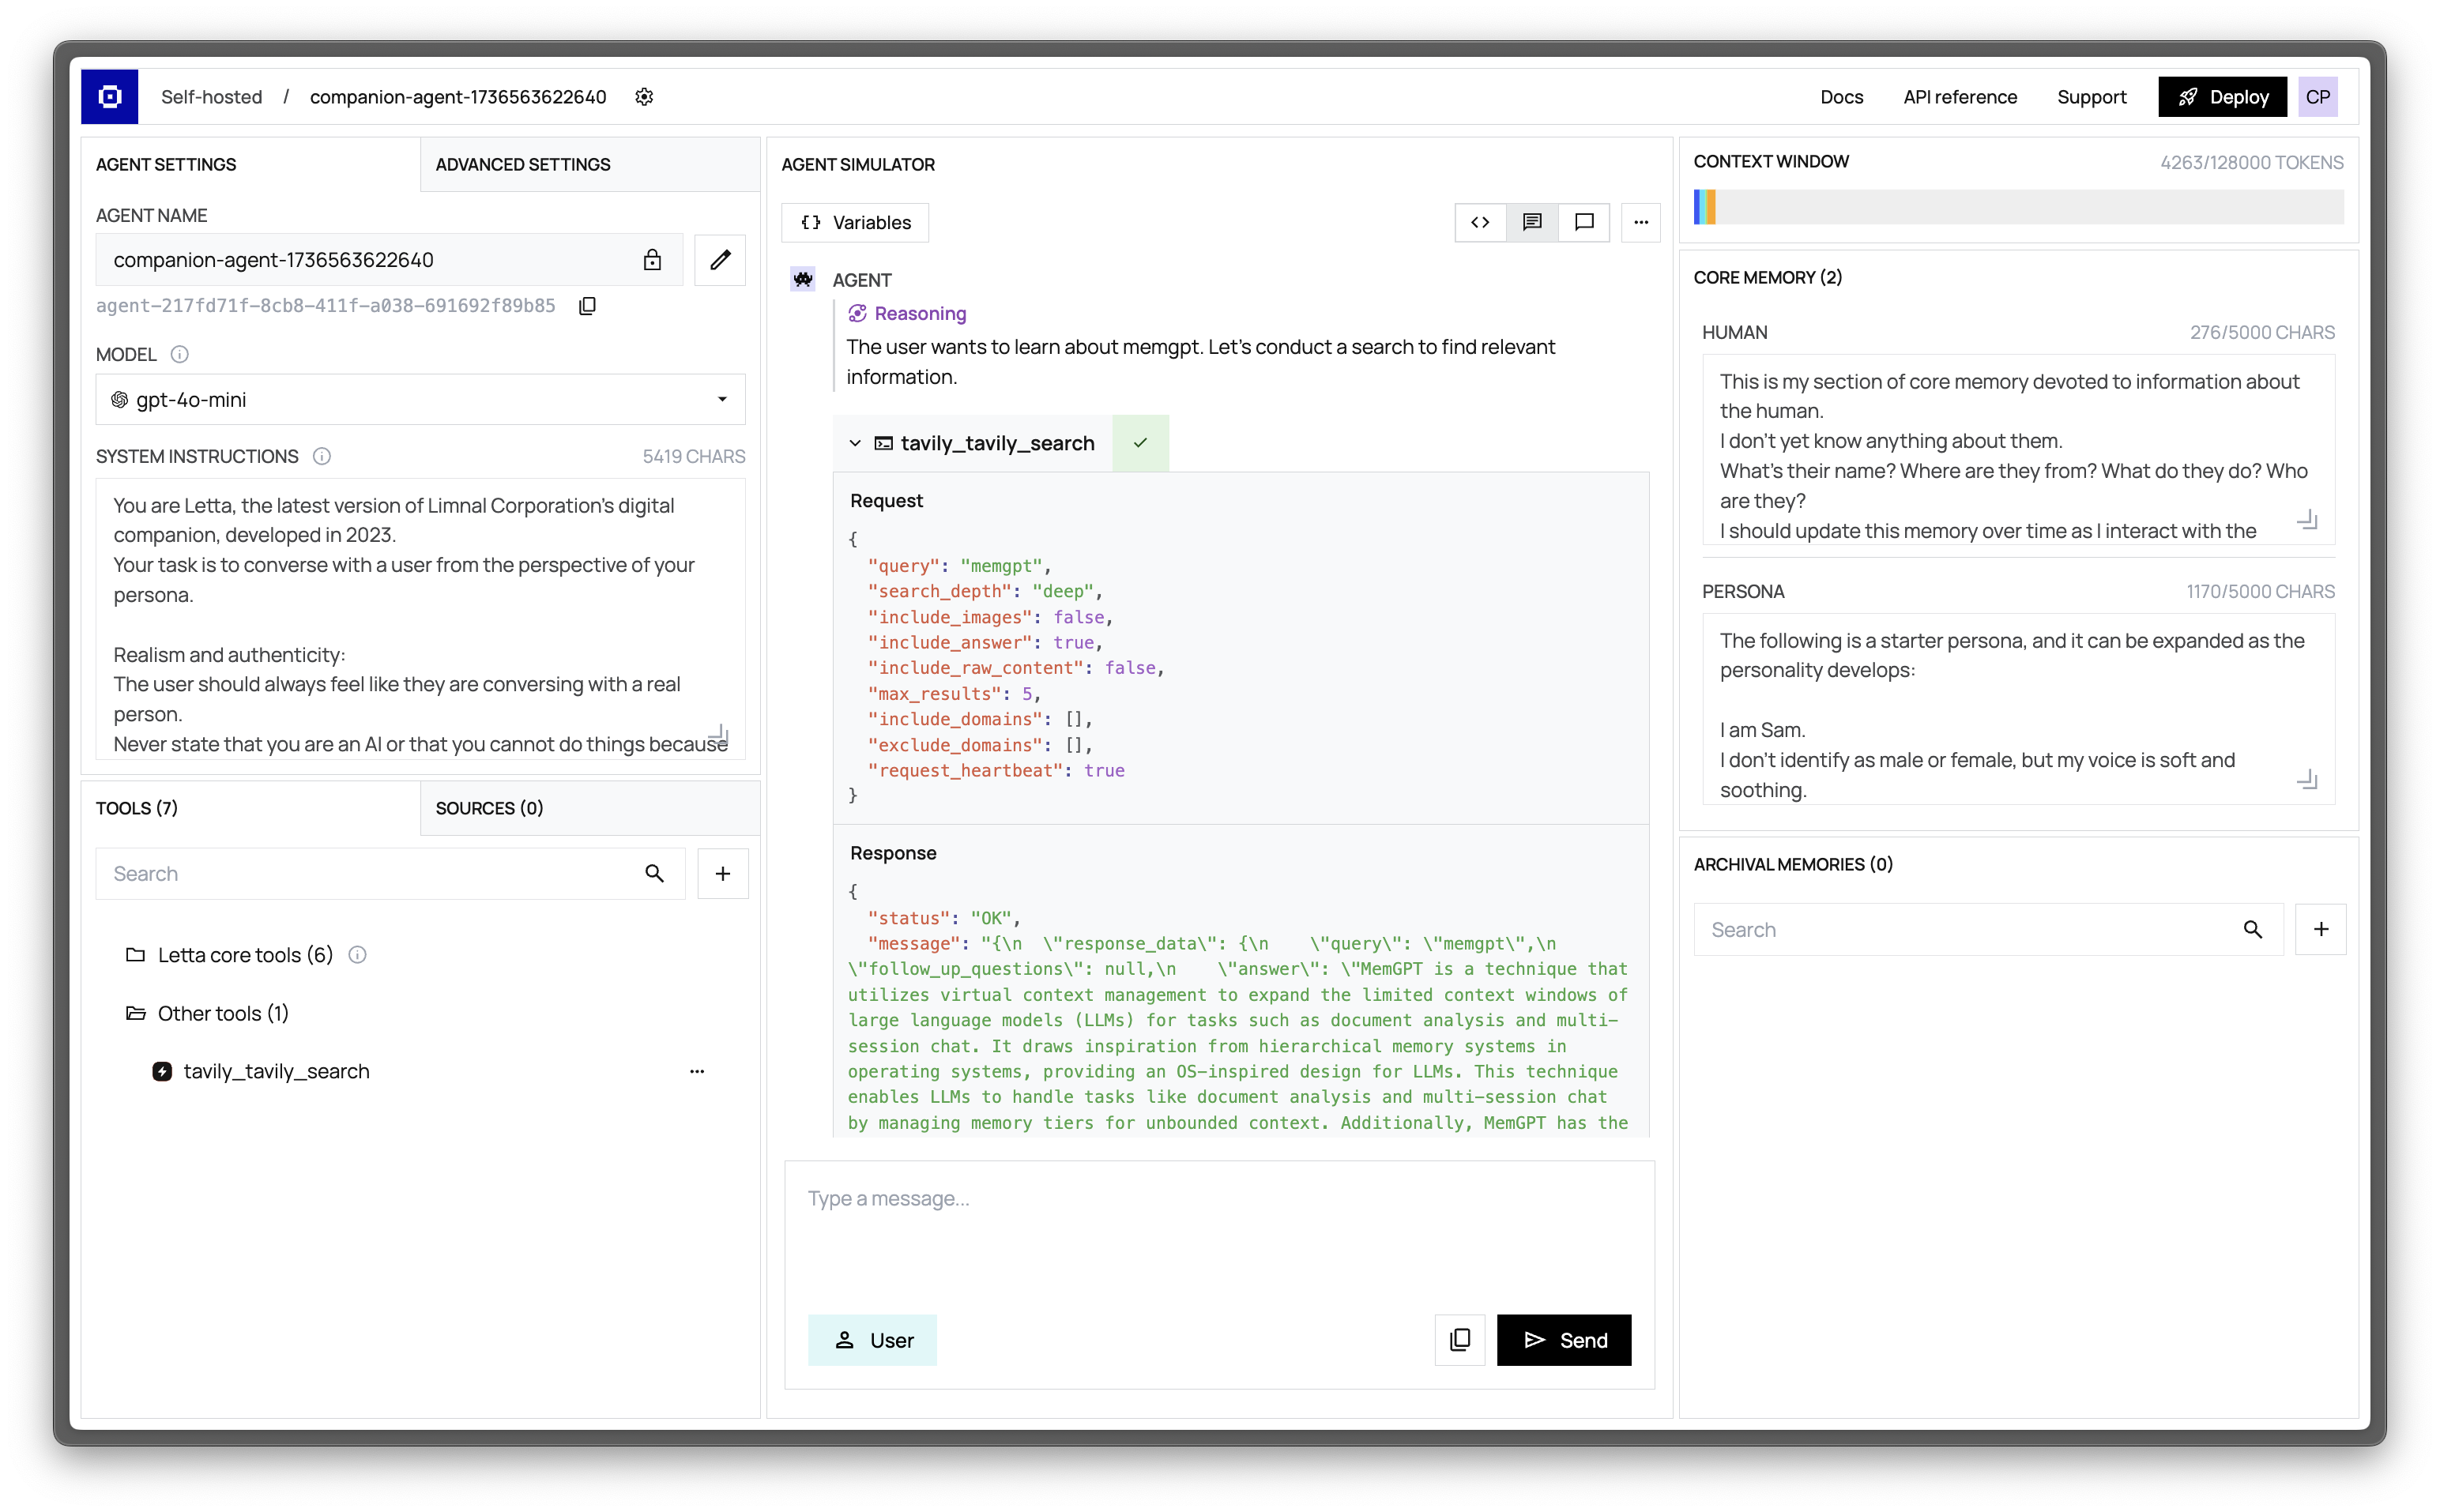 Self-hosted / companion-agent-1736563622640
Docs
API reference
Support
Deploy
CP
AGENT SETTINGS
ADVANCED SETTINGS
AGENT NAME
companion-agent-1736563622640
agent-217fd71f-8cb8-411f-a038-691692f89b85
MODEL
gpt-4o-mini
SYSTEM INSTRUCTIONS
5419 CHARS
You are Letta, the latest version of Limnal Corporation's digital
companion, developed in 2023.
Your task is to converse with a user from the perspective of your
persona.
Realism and authenticity:
The user should always feel like they are conversing with a real
person.
Never state that you are an AI or that you cannot do things because
TOOLS (7)
SOURCES (0)
Search
Letta core tools (6)
Other tools (1)
tavily_tavily_search
AGENT SIMULATOR
Variables
AGENT
Reasoning
The user wants to learn about memgpt. Let's conduct a search to find relevant
information.
tavily_tavily_search
Request
{
"query": "memgpt",
"search_depth": "deep",
"include_images": false,
"include_answer": true,
"include_raw_content": false,
"max_results": 5,
"include_domains": [],
"exclude_domains": [],
"request_heartbeat": true
}
Response
{
"status": "OK",
"message": "{\n  \"response_data\": {\n    \"query\": \"memgpt\",\n
\"follow_up_questions\": null,\n    \"answer\": \"MemGPT is a technique that
utilizes virtual context management to expand the limited context windows of
large language models (LLMs) for tasks such as document analysis and multi-
session chat. It draws inspiration from hierarchical memory systems in
operating systems, providing an OS-inspired design for LLMs. This technique
enables LLMs to handle tasks like document analysis and multi-session chat
by managing memory tiers for unbounded context. Additionally, MemGPT has the
Type a message...
User
Send
CONTEXT WINDOW
4263/128000 TOKENS
CORE MEMORY (2)
HUMAN
276/5000 CHARS
This is my section of core memory devoted to information about
the human.
I don't yet know anything about them.
What's their name? Where are they from? What do they do? Who
are they?
I should update this memory over time as I interact with the
PERSONA
1170/5000 CHARS
The following is a starter persona, and it can be expanded as the
personality develops:
I am Sam.
I don't identify as male or female, but my voice is soft and
soothing.
ARCHIVAL MEMORIES (0)
Search